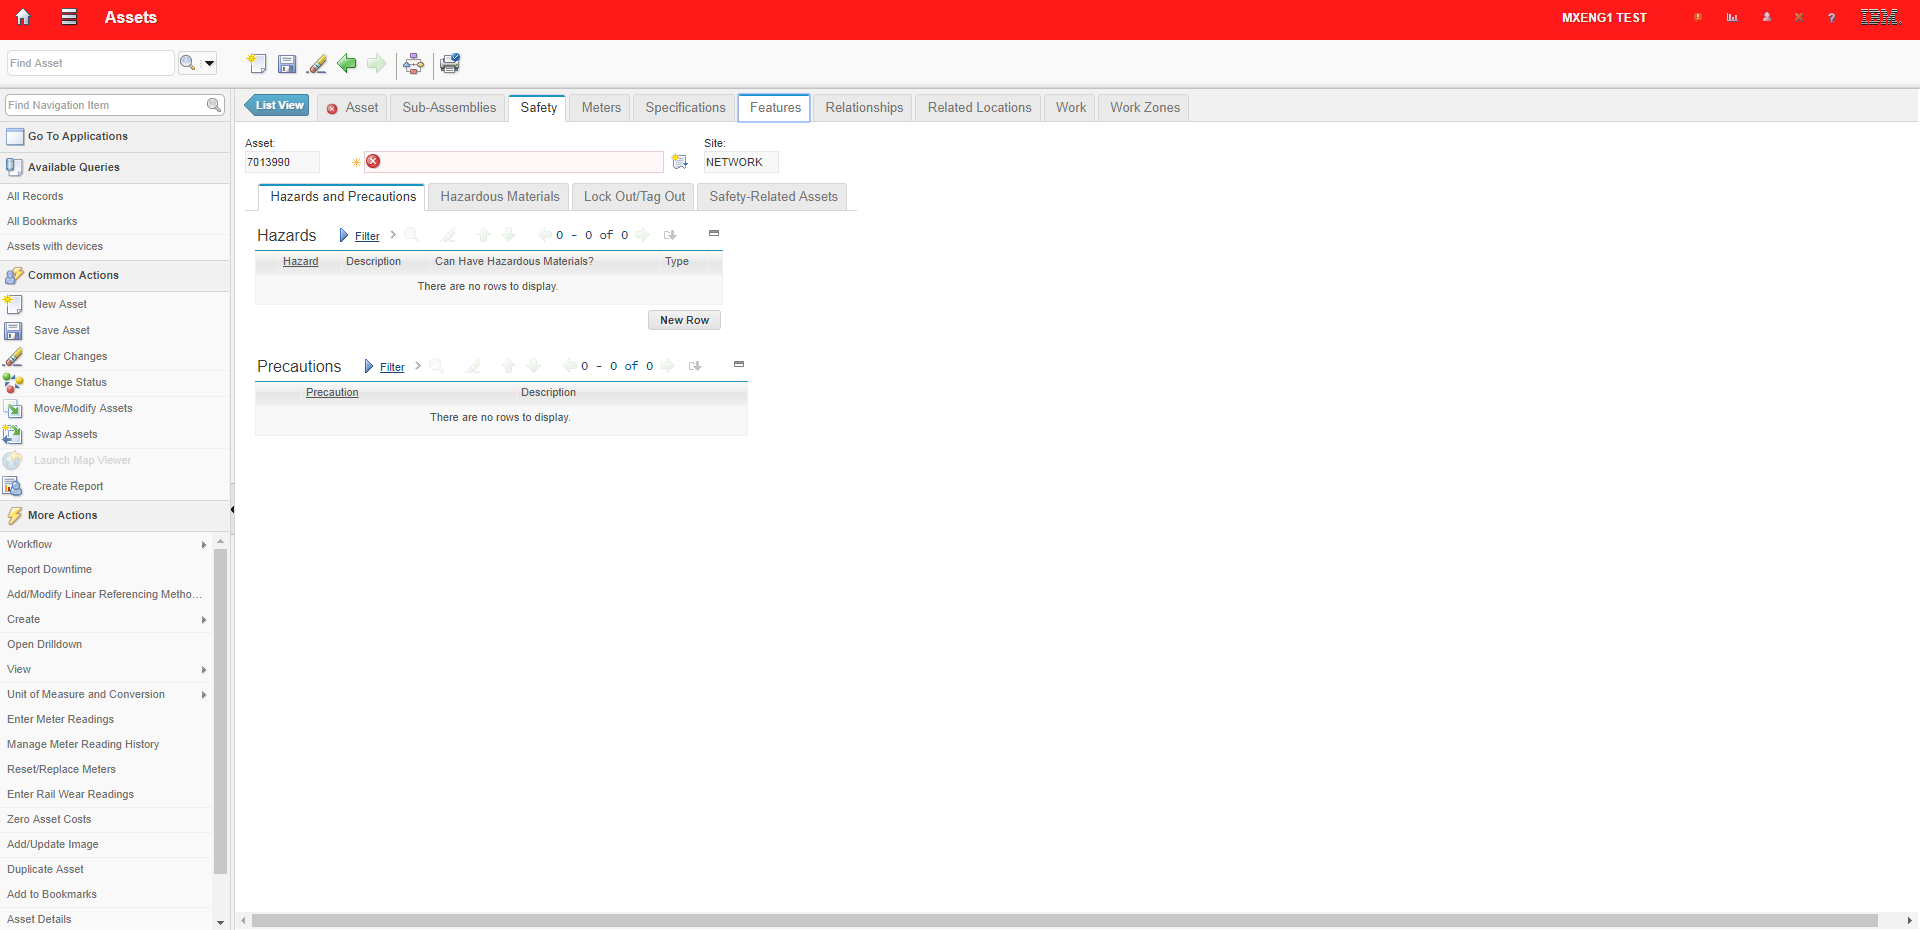 Assets
MXENG1 TEST
?
IBM.
Find Asset
Find Navigation Item
List View
Asset
Sub-Assemblies
Safety
Meters
Specifications
Features
Relationships
Related Locations
Work
Work Zones
Go To Applications
Available Queries
All Records
All Bookmarks
Assets with devices
Common Actions
New Asset
Save Asset
Clear Changes
Change Status
Move/Modify Assets
Swap Assets
Launch Map Viewer
Create Report
More Actions
Workflow
Report Downtime
Add/Modify Linear Referencing Metho...
Create
Open Drilldown
View
Unit of Measure and Conversion
Enter Meter Readings
Manage Meter Reading History
Reset/Replace Meters
Enter Rail Wear Readings
Zero Asset Costs
Add/Update Image
Duplicate Asset
Add to Bookmarks
Asset Details
Asset:
7013990
Site:
NETWORK
Hazards and Precautions
Hazardous Materials
Lock Out/Tag Out
Safety-Related Assets
Hazards
Filter
0 - 0 of 0
Hazard
Description
Can Have Hazardous Materials?
Type
There are no rows to display.
New Row
Precautions
Filter
0 - 0 of 0
Precaution
Description
There are no rows to display.